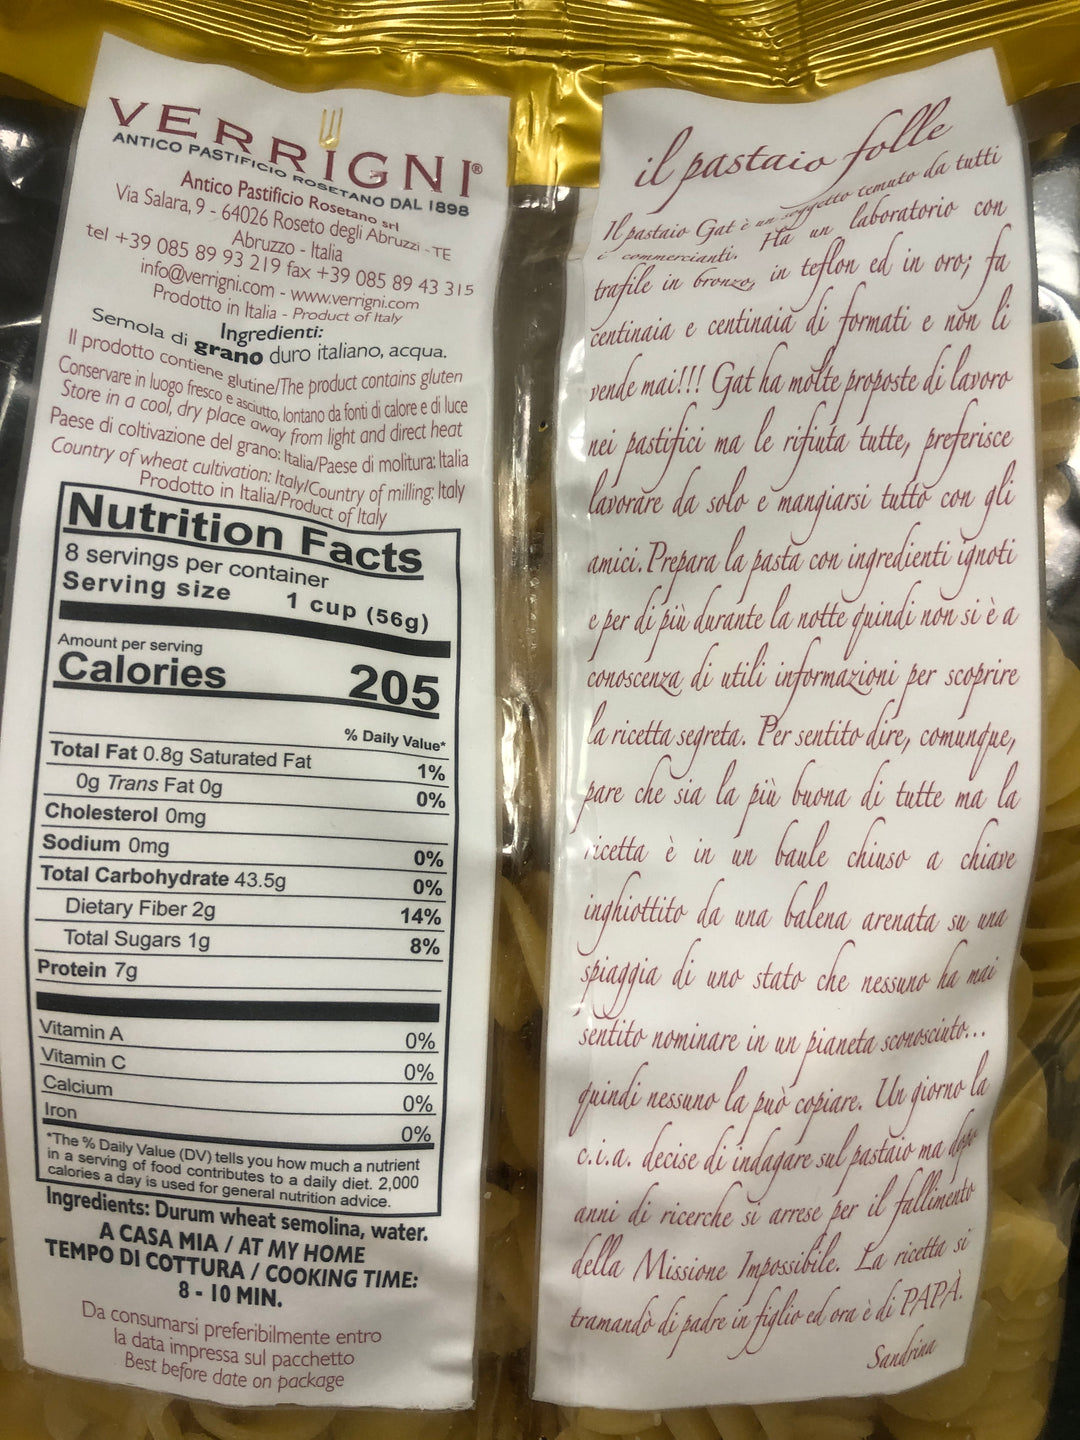 VERRIGNI®
ANTICO PASTIFICIO ROSETANO DAL 1898
Antico Pastificio Rosetano srl
Via Salara, 9 - 64026 Roseto degli Abruzzi - TE
Abruzzo - Italia
tel +39 085 89 93 219 fax +39 085 89 43 315
info@verrigni.com - www.verrigni.com
Prodotto in Italia - Product of Italy
Ingredienti:
Semola di grano duro italiano, acqua.
Il prodotto contiene glutine/The product contains gluten
Conservare in luogo fresco e asciutto, lontano da fonti di calore e di luce
Store in a cool, dry place away from light and direct heat
Paese di coltivazione del grano: Italia/Paese di molitura: Italia
Country of wheat cultivation: Italy/Country of milling: Italy
Prodotto in Italia/Product of Italy
Nutrition Facts
8 servings per container
Serving size 1 cup (56g)
Amount per serving
Calories 205
% Daily Value*
Total Fat 0.8g Saturated Fat 1%
0g Trans Fat 0g 0%
Cholesterol 0mg
Sodium 0mg 0%
Total Carbohydrate 43.5g 0%
Dietary Fiber 2g 14%
Total Sugars 1g 8%
Protein 7g
Vitamin A 0%
Vitamin C 0%
Calcium 0%
Iron 0%
*The % Daily Value (DV) tells you how much a nutrient
in a serving of food contributes to a daily diet. 2,000
calories a day is used for general nutrition advice.
Ingredients: Durum wheat semolina, water.
A CASA MIA / AT MY HOME
TEMPO DI COTTURA / COOKING TIME:
8 - 10 MIN.
Da consumarsi preferibilmente entro
la data impressa sul pacchetto
Best before date on package
il pastaio folle
Il pastaio Gat è un soggetto temuto da tutti
i commercianti. Ha un laboratorio con
trafile in bronzo, in teflon ed in oro; fa
centinaia e centinaia di formati e non li
vende mai!!! Gat ha molte proposte di lavoro
nei pastifici ma le rifiuta tutte, preferisce
lavorare da solo e mangiarsi tutto con gli
amici. Prepara la pasta con ingredienti ignoti
e per di più durante la notte quindi non si è a
conoscenza di utili informazioni per scoprire
la ricetta segreta. Per sentito dire, comunque,
pare che sia la più buona di tutte ma la
ricetta è in un baule chiuso a chiave
inghiottito da una balena arenata su una
spiaggia di uno stato che nessuno ha mai
sentito nominare in un pianeta sconosciuto...
quindi nessuno la può copiare. Un giorno la
c.i.a. decise di indagare sul pastaio ma dopo
anni di ricerche si arrese per il fallimento
della Missione Impossibile. La ricetta si
tramandò di padre in figlio ed ora è di PAPÀ.
Sandrina